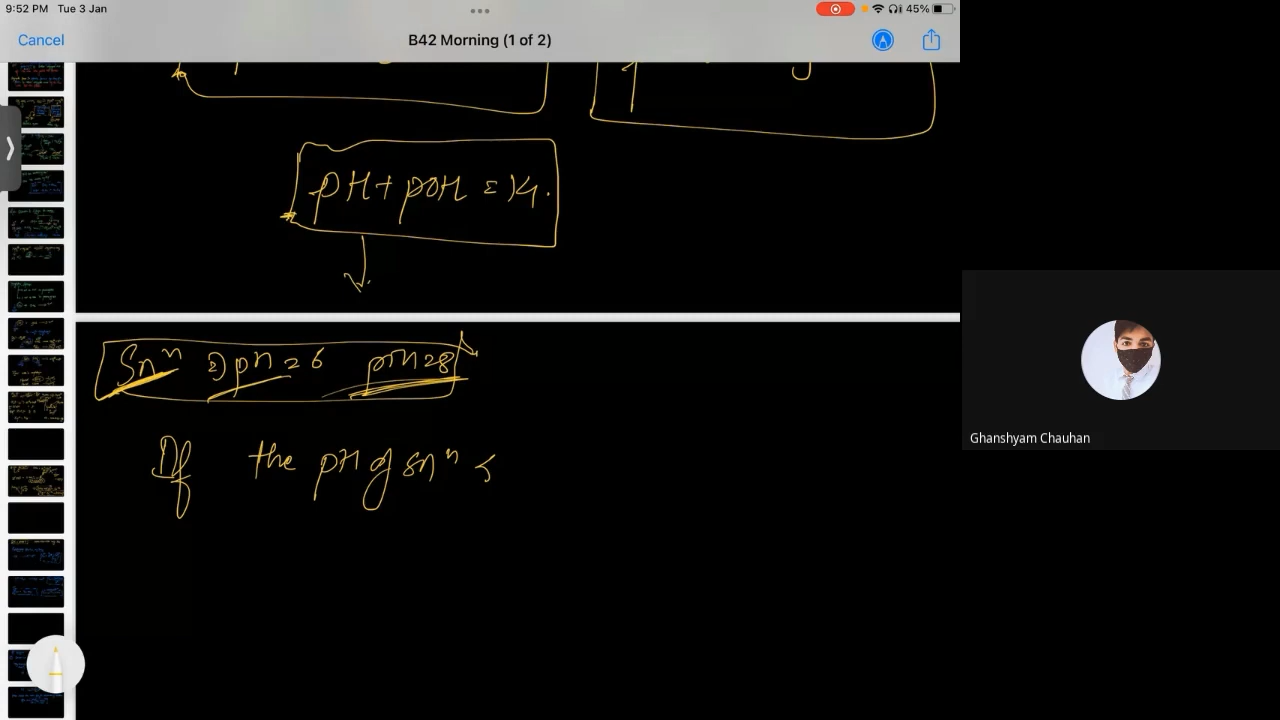 9:52 PM Tue 3 Jan
45%
Cancel
B42 Morning (1 of 2)
pH + pOH = 14.
Snⁿ ⇒ pH = 6 pH = 8
If the pH of snⁿ <
Ghanshyam Chauhan